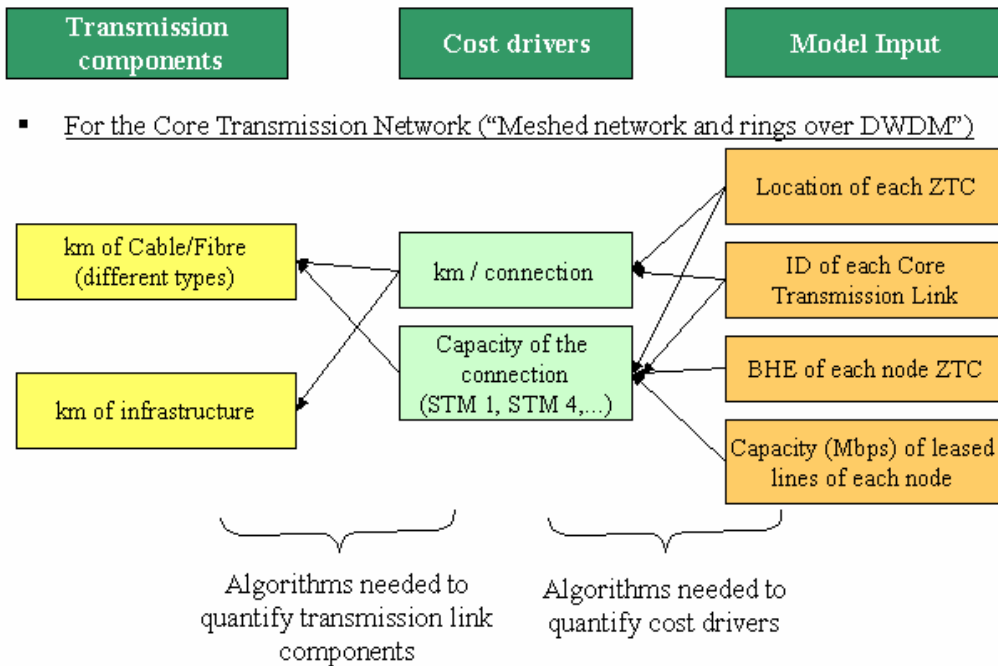 Transmission
components
Cost drivers
Model Input
▪ For the Core Transmission Network (“Meshed network and rings over DWDM”)
km of Cable/Fibre
(different types)
km of infrastructure
km / connection
Capacity of the
connection
(STM 1, STM 4,...)
Location of each ZTC
ID of each Core
Transmission Link
BHE of each node ZTC
Capacity (Mbps) of leased
lines of each node
Algorithms needed to
quantify transmission link
components
Algorithms needed to
quantify cost drivers